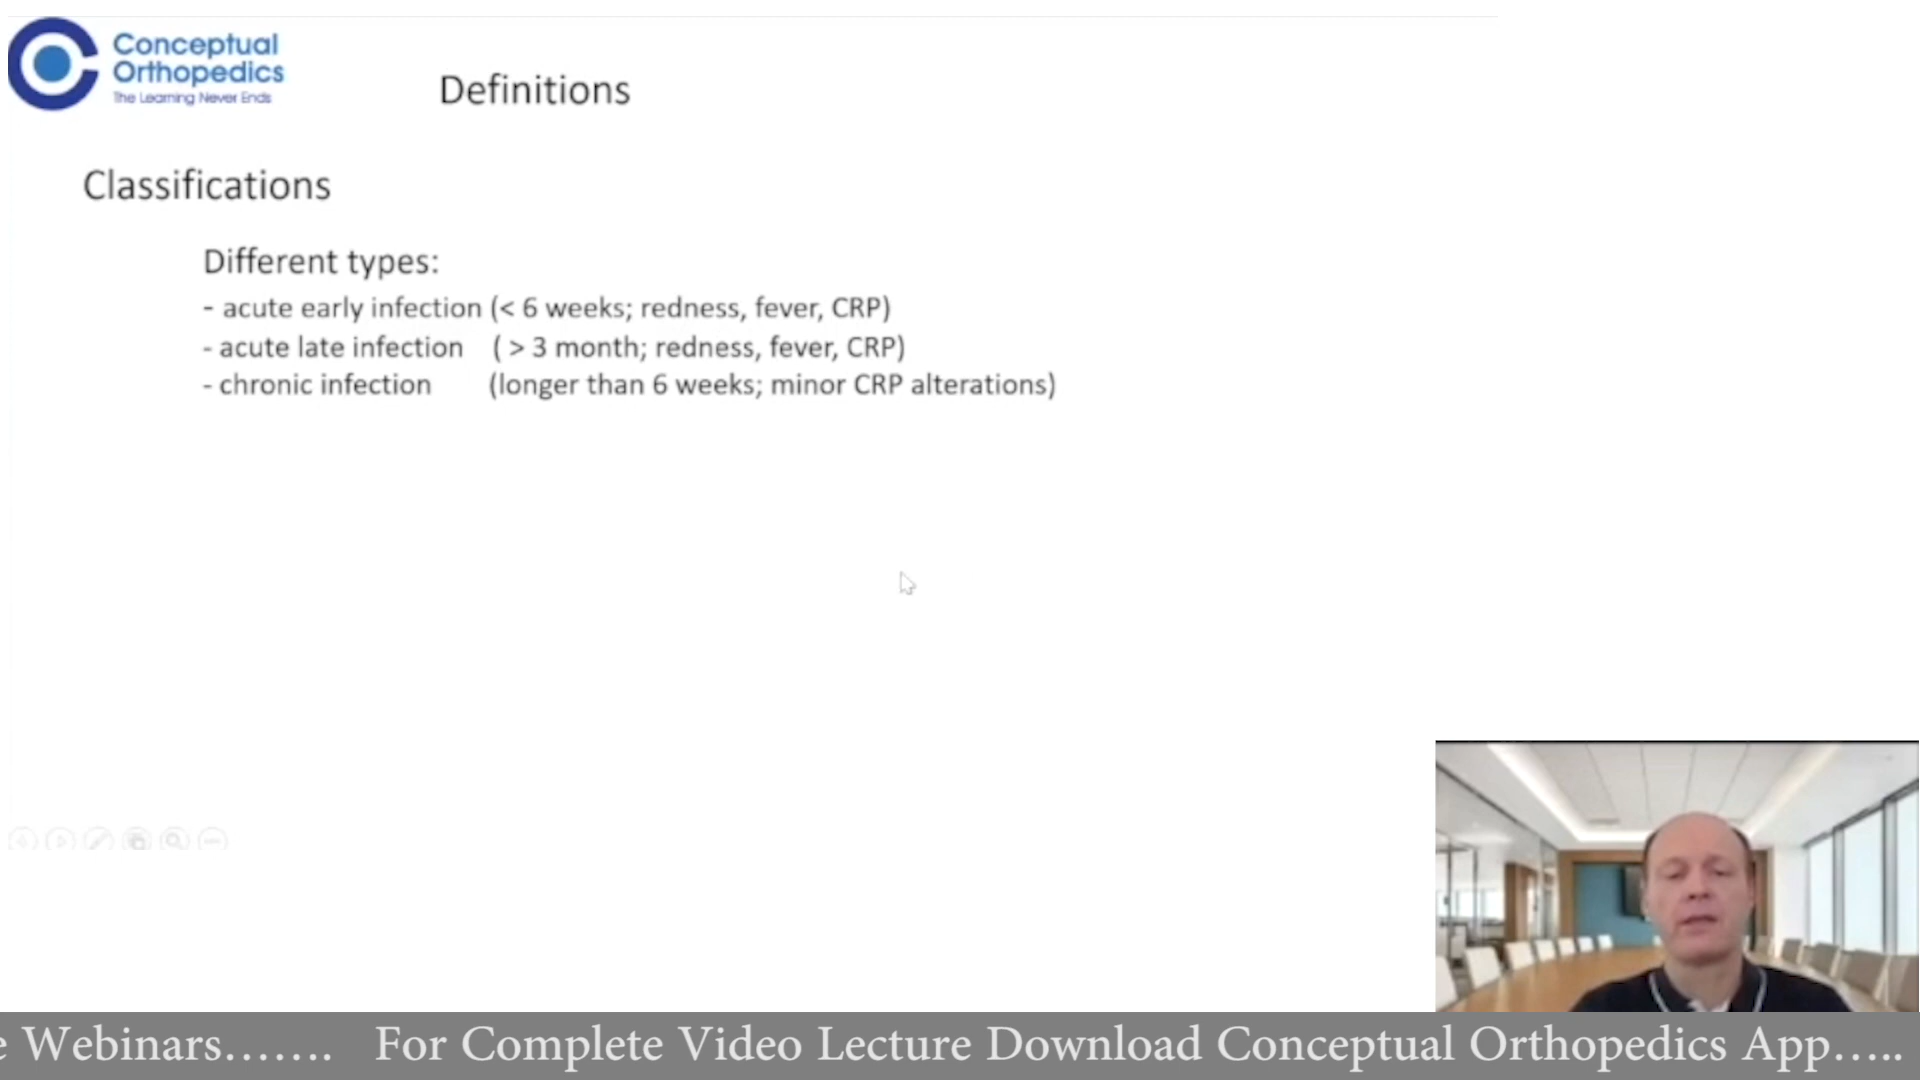 Conceptual
Orthopedics
The Learning Never Ends
Definitions
Classifications
Different types:
- acute early infection (< 6 weeks; redness, fever, CRP)
- acute late infection ( > 3 month; redness, fever, CRP)
- chronic infection (longer than 6 weeks; minor CRP alterations)
e Webinars……. For Complete Video Lecture Download Conceptual Orthopedics App…..